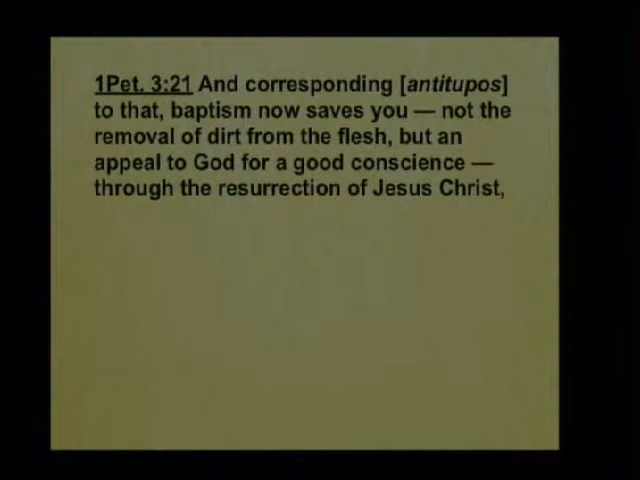 1Pet. 3:21 And corresponding [antitupos]
to that, baptism now saves you — not the
removal of dirt from the flesh, but an
appeal to God for a good conscience —
through the resurrection of Jesus Christ,